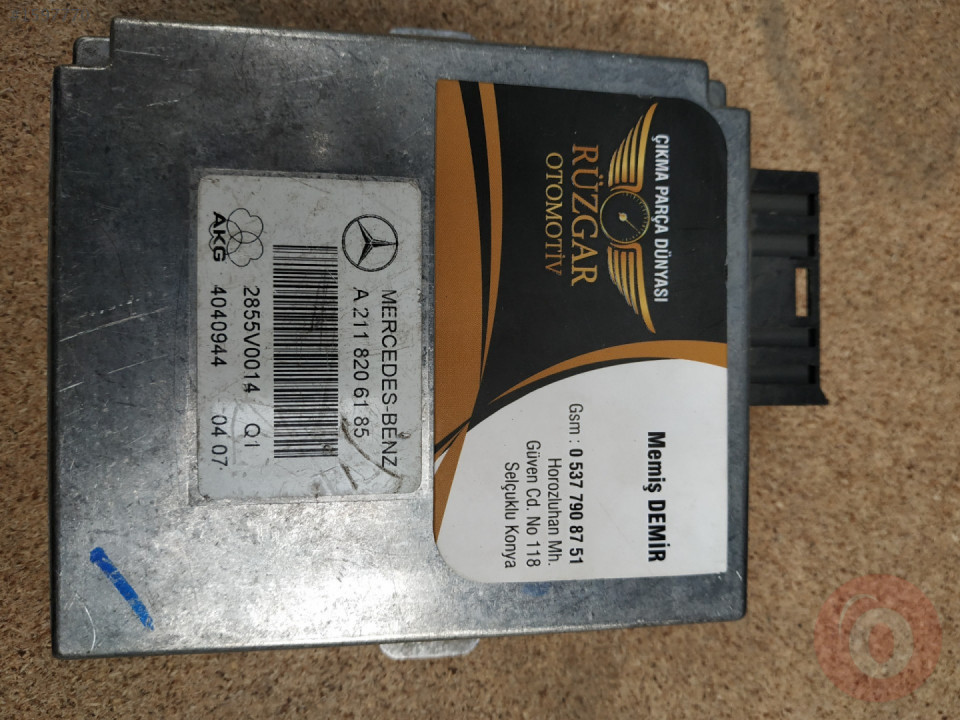 MERCEDES-BENZ
A 211 820 61 85
2855V0014 Q1
AKG 4040944 04 07
ÇIKMA PARÇA DÜNYASI
RÜZGAR
OTOMOTİV
Memiş DEMİR
Gsm : 0 537 790 87 51
Horozluhan Mh.
Güven Cd. No 118
Selçuklu Konya